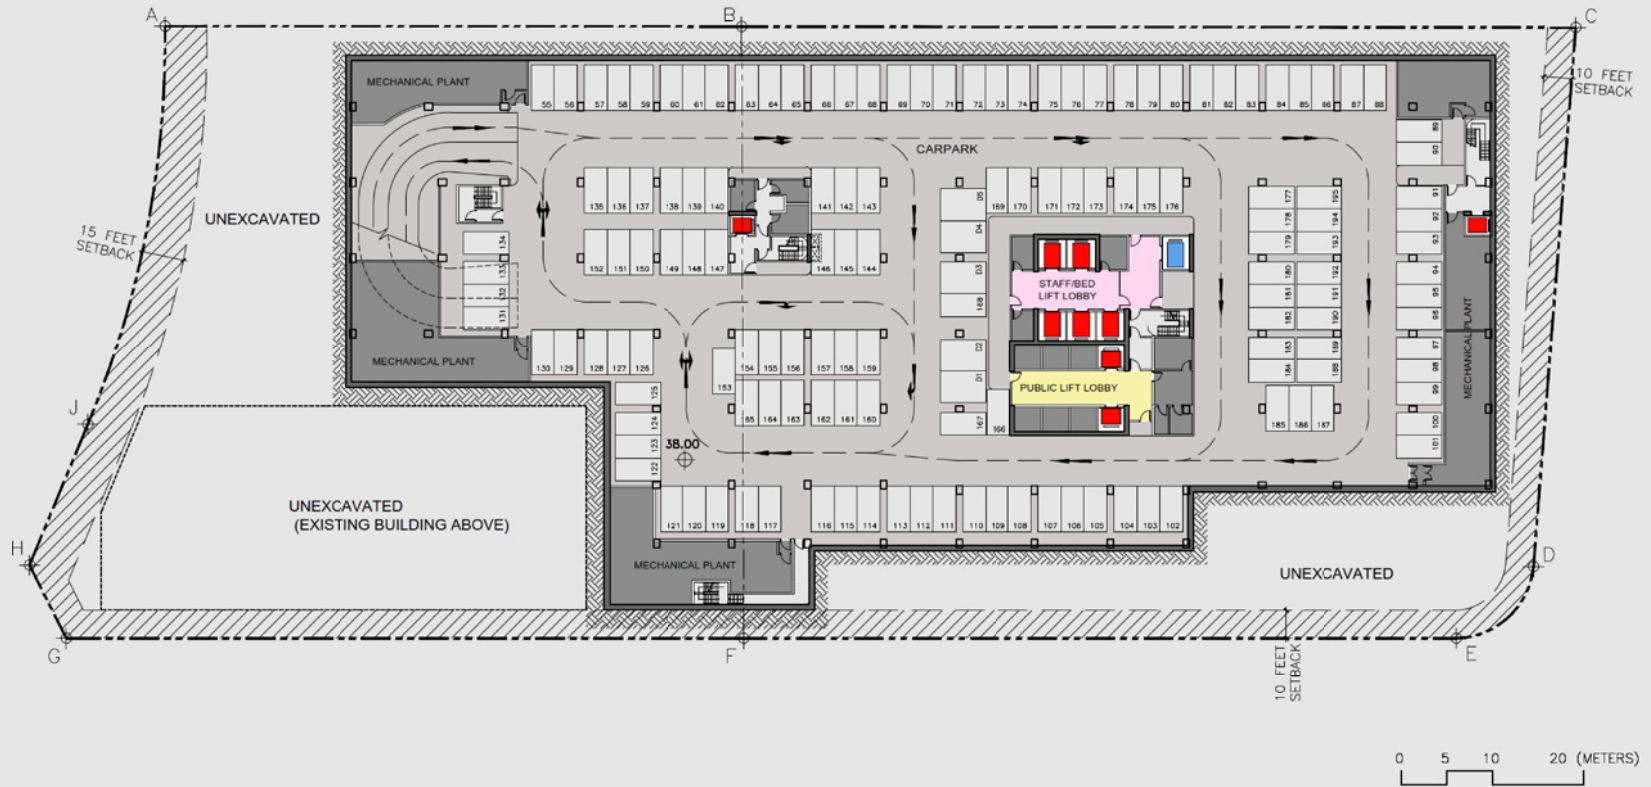 A
B
C
MECHANICAL PLANT
10 FEET
SETBACK
55 56 57 58 59 60 61 62 63 64 65 66 67 68 69 70 71 72 73 74 75 76 77 78 79 80 81 82 83 84 85 86 87 88
CARPARK
89
90
UNEXCAVATED
15 FEET
SETBACK
135 136 137 138 139 140
141 142 143
D5
169 170 171 172 173 174 175 176
177
195
91
178
194
92
D4
134
179
193
93
152 151 150 149 148 147
146 145 144
133
D3
STAFF/BED
LIFT LOBBY
180
192
94
132
168
181
191
95
131
182
190
96
MECHANICAL PLANT
MECHANICAL PLANT
130 129 128 127 126
153
154 155 156 157 158 159
D2
183
189
97
184
188
98
D1
PUBLIC LIFT LOBBY
99
125
J
124
165 164 163 162 161 160
167
166
185 186 187
100
123
38.00
101
122
UNEXCAVATED
(EXISTING BUILDING ABOVE)
121 120 119 118 117
116 115 114 113 112 111 110 109 108 107 106 105 104 103 102
H
MECHANICAL PLANT
UNEXCAVATED
D
G
F
E
10 FEET
SETBACK
0 5 10 20 (METERS)